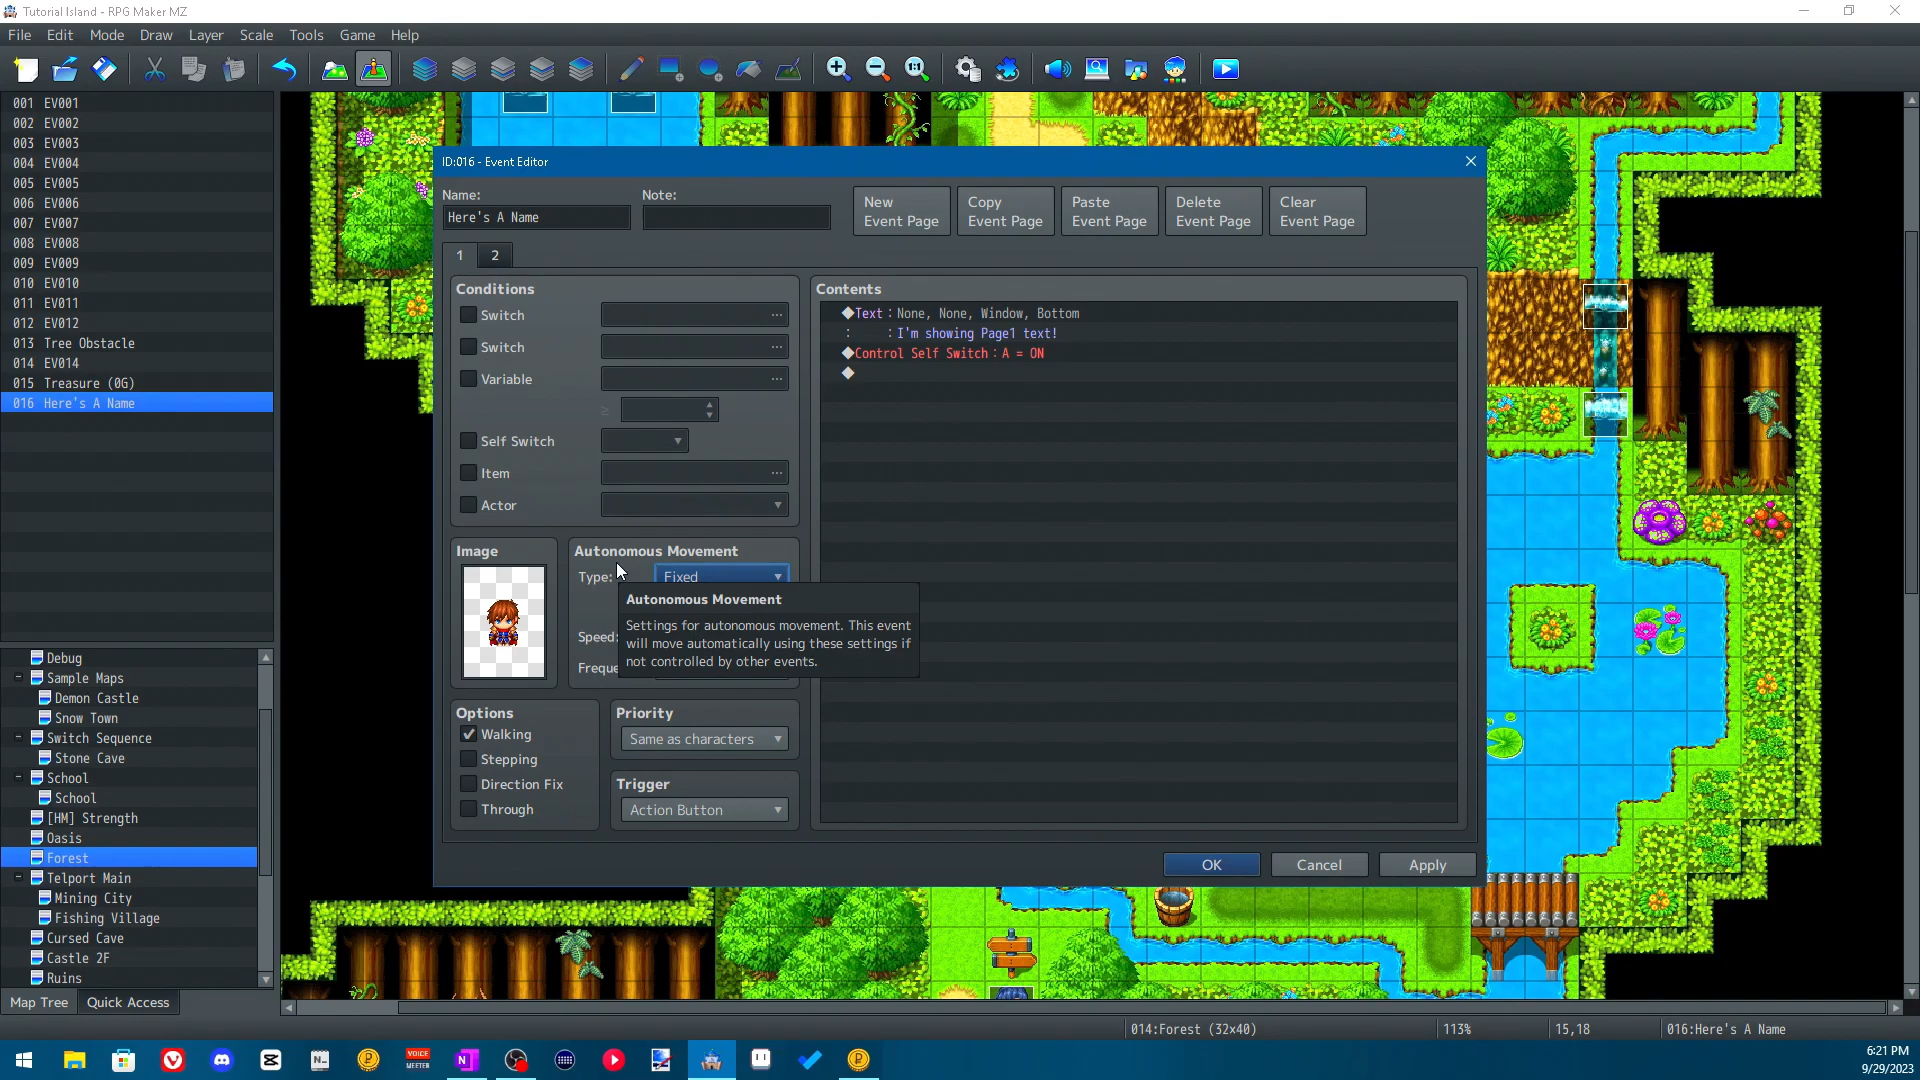 Tutorial Island - RPG Maker MZ
File Edit Mode Draw Layer Scale Tools Game Help
1:1
001 EV001
002 EV002
003 EV003
004 EV004
005 EV005
006 EV006
007 EV007
008 EV008
009 EV009
010 EV010
011 EV011
012 EV012
013 Tree Obstacle
014 EV014
015 Treasure (0G)
016 Here's A Name
Debug
Sample Maps
Demon Castle
Snow Town
Switch Sequence
Stone Cave
School
School
[HM] Strength
Oasis
Forest
Telport Main
Mining City
Fishing Village
Cursed Cave
Castle 2F
Ruins
Map Tree Quick Access
ID:016 - Event Editor
Name:
Here's A Name
Note:
New Event Page
Copy Event Page
Paste Event Page
Delete Event Page
Clear Event Page
1 2
Conditions
Switch ...
Switch ...
Variable ...
≥
Self Switch
Item ...
Actor
Image
Autonomous Movement
Type: Fixed
Speed:
Freque
Autonomous Movement
Settings for autonomous movement. This event
will move automatically using these settings if
not controlled by other events.
Options
Walking
Stepping
Direction Fix
Through
Priority
Same as characters
Trigger
Action Button
Contents
◆Text : None, None, Window, Bottom
: : I'm showing Page1 text!
◆Control Self Switch : A = ON
◆
OK Cancel Apply
014:Forest (32x40) 113% 15,18 016:Here's A Name
N_
VOICE
MEETER
N
6:21 PM
9/29/2023